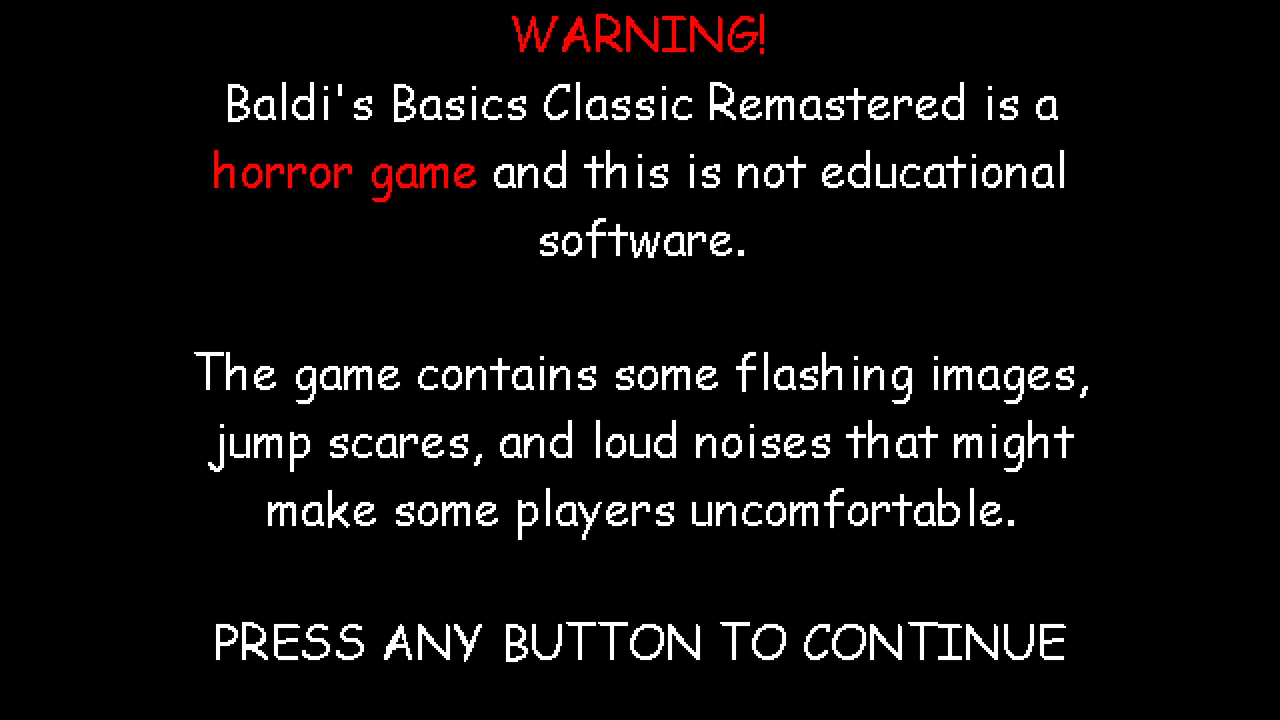 WARNING!
Baldi's Basics Classic Remastered is a
horror game and this is not educational
software.
The game contains some flashing images,
jump scares, and loud noises that might
make some players uncomfortable.
PRESS ANY BUTTON TO CONTINUE